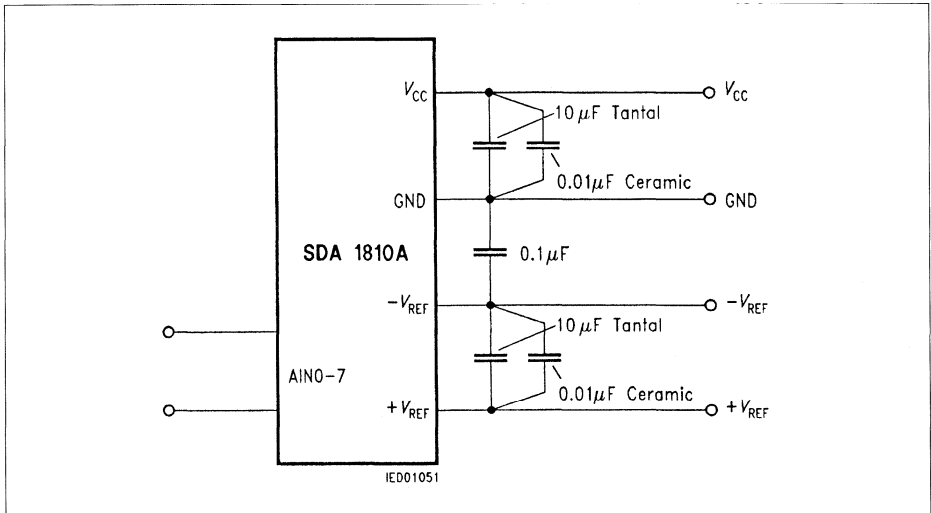 V_CC
V_CC
10 µF Tantal
0.01µF Ceramic
GND
GND
SDA 1810A
0.1µF
−V_REF
−V_REF
10 µF Tantal
AIN0-7
0.01µF Ceramic
+V_REF
+V_REF
IED01051